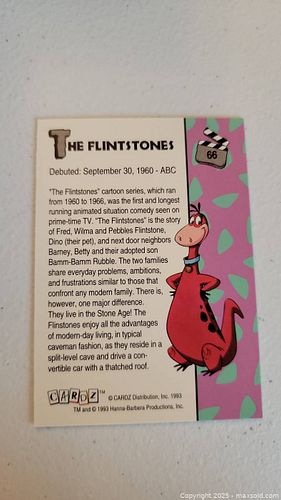 THE FLINTSTONES
66
Debuted: September 30, 1960 - ABC
"The Flintstones" cartoon series, which
ran from 1960 to 1966, was the first and longest
running animated situation comedy seen on
prime-time TV. "The Flintstones" is the story
of Fred, Wilma and Pebbles Flintstone,
Dino (their pet), and next door neighbors
Barney, Betty and their adopted son
Bamm-Bamm Rubble. The two families
share everyday problems, ambitions,
and frustrations similar to those that
confront any modern family. There is,
however, one major difference.
They live in the Stone Age! The
Flintstones enjoy all the advantages
of modern-day living, in typical
caveman fashion, as they reside in a
split-level cave and drive a con-
vertible car with a thatched roof.
CARDZ™
© CARDZ Distribution, Inc. 1993
TM and © 1993 Hanna-Barbera Productions, Inc.
Copyright 2025 - maxsold.com